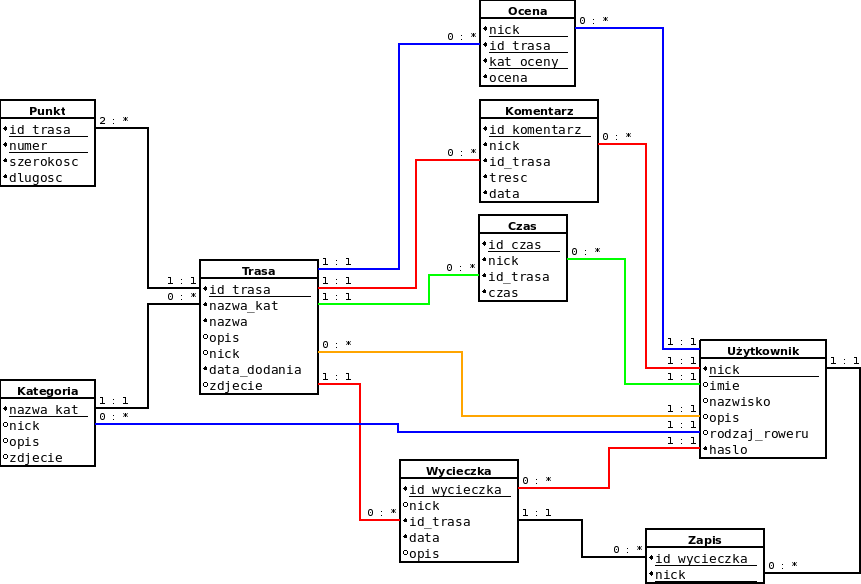 Ocena
nick
id_trasa
kat_oceny
ocena
0 : *
0 : *
Punkt
id_trasa
numer
szerokosc
dlugosc
2 : *
Komentarz
id_komentarz
nick
id_trasa
tresc
data
0 : *
0 : *
Czas
id_czas
nick
id_trasa
czas
0 : *
0 : *
Trasa
id_trasa
nazwa_kat
nazwa
opis
nick
data_dodania
zdjecie
1 : 1
0 : *
1 : 1
1 : 1
1 : 1
0 : *
1 : 1
Użytkownik
nick
imie
nazwisko
opis
rodzaj_roweru
haslo
1 : 1
1 : 1
1 : 1
1 : 1
1 : 1
1 : 1
1 : 1
Kategoria
nazwa_kat
nick
opis
zdjecie
1 : 1
0 : *
Wycieczka
id_wycieczka
nick
id_trasa
data
opis
0 : *
0 : *
1 : 1
Zapis
id_wycieczka
nick
0 : *
0 : *